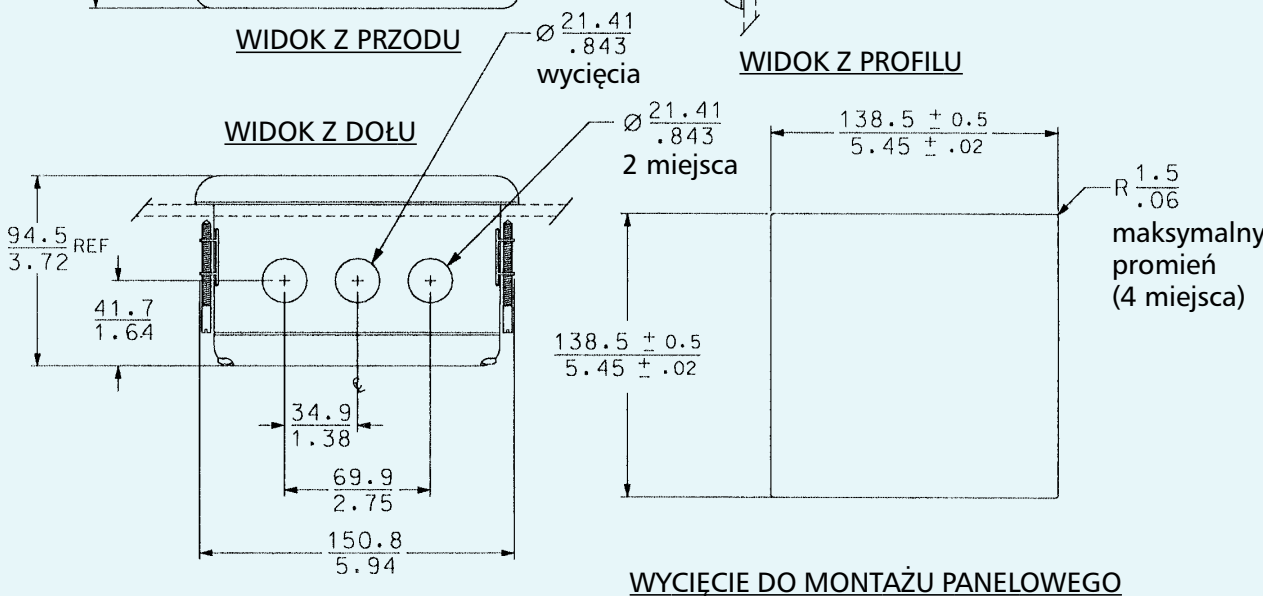 WIDOK Z PRZODU
Ø 21.41
.843
wycięcia
WIDOK Z PROFILU
WIDOK Z DOŁU
Ø 21.41
.843
2 miejsca
94.5 REF
3.72
41.7
1.64
34.9
1.38
69.9
2.75
150.8
5.94
138.5 ± 0.5
5.45 ± .02
R 1.5
.06
maksymalny
promień
(4 miejsca)
138.5 ± 0.5
5.45 ± .02
WYCIĘCIE DO MONTAŻU PANELOWEGO